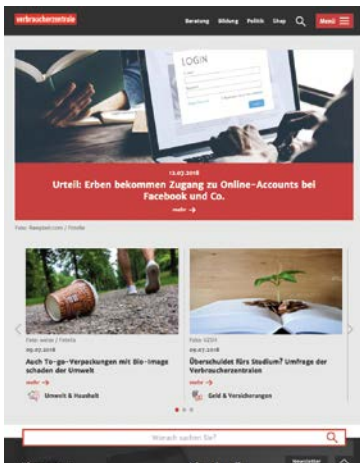 verbraucherzentrale
Beratung Bildung Politik Shop Menü
LOGIN
12.07.2018
Urteil: Erben bekommen Zugang zu Online-Accounts bei
Facebook und Co.
mehr →
Foto: Rawpixel.com / Fotolia
Foto: weiss / Fotolia
09.07.2018
Auch To-go-Verpackungen mit Bio-Image
schaden der Umwelt
mehr →
Umwelt & Haushalt
09.07.2018
Überschuldet fürs Studium? Umfrage der
Verbraucherzentralen
mehr →
Geld & Versicherungen
Wonach suchen Sie?
Newsletter